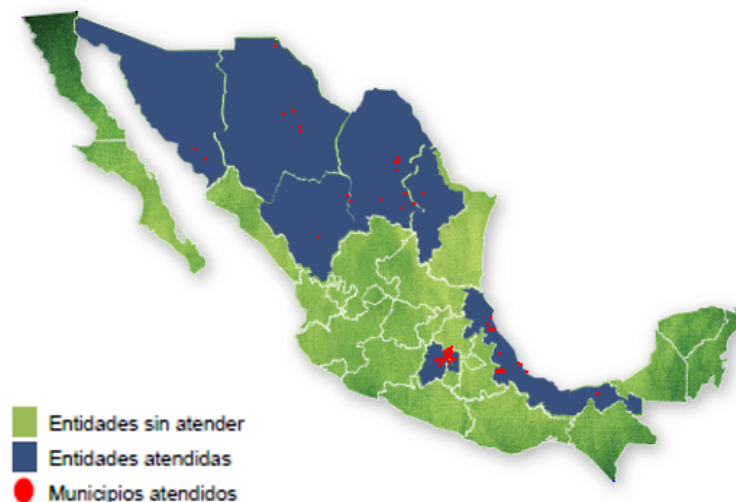 Entidades sin atender
Entidades atendidas
Municipios atendidos